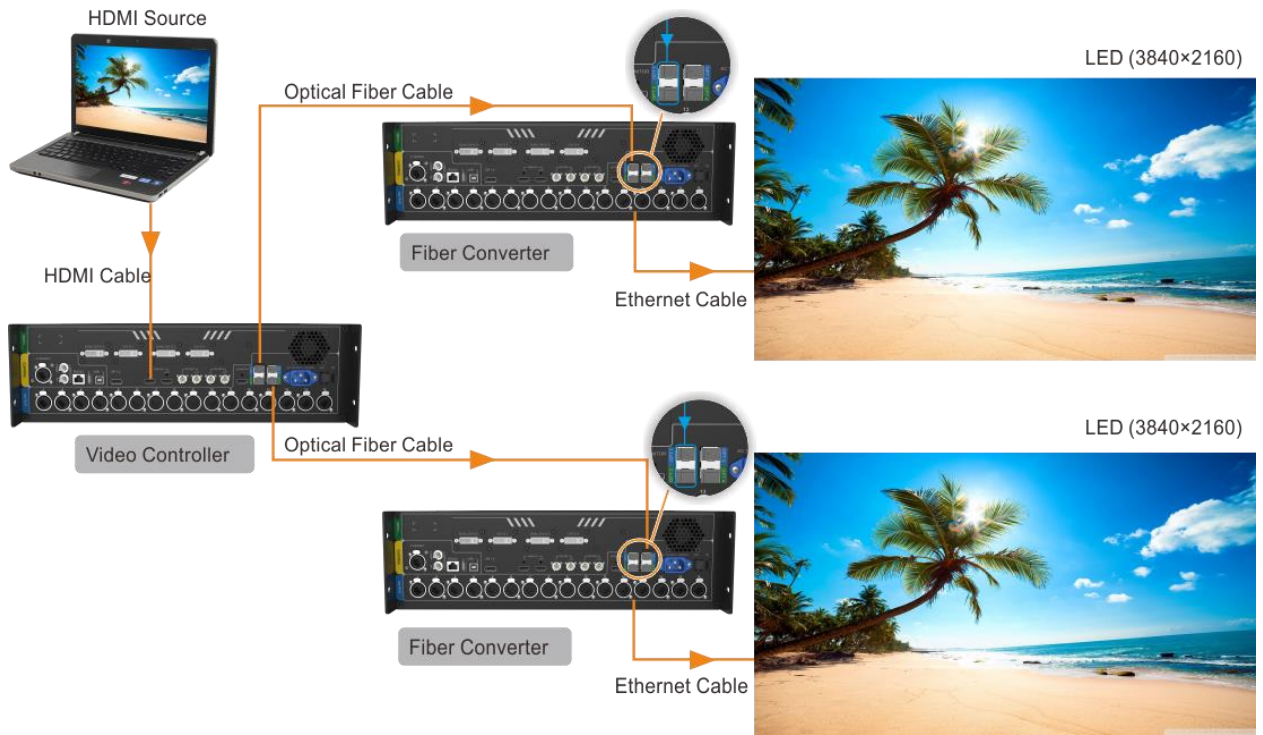 HDMI Source
LED (3840×2160)
Optical Fiber Cable
Fiber Converter
HDMI Cable
Ethernet Cable
Video Controller
Optical Fiber Cable
LED (3840×2160)
Fiber Converter
Ethernet Cable